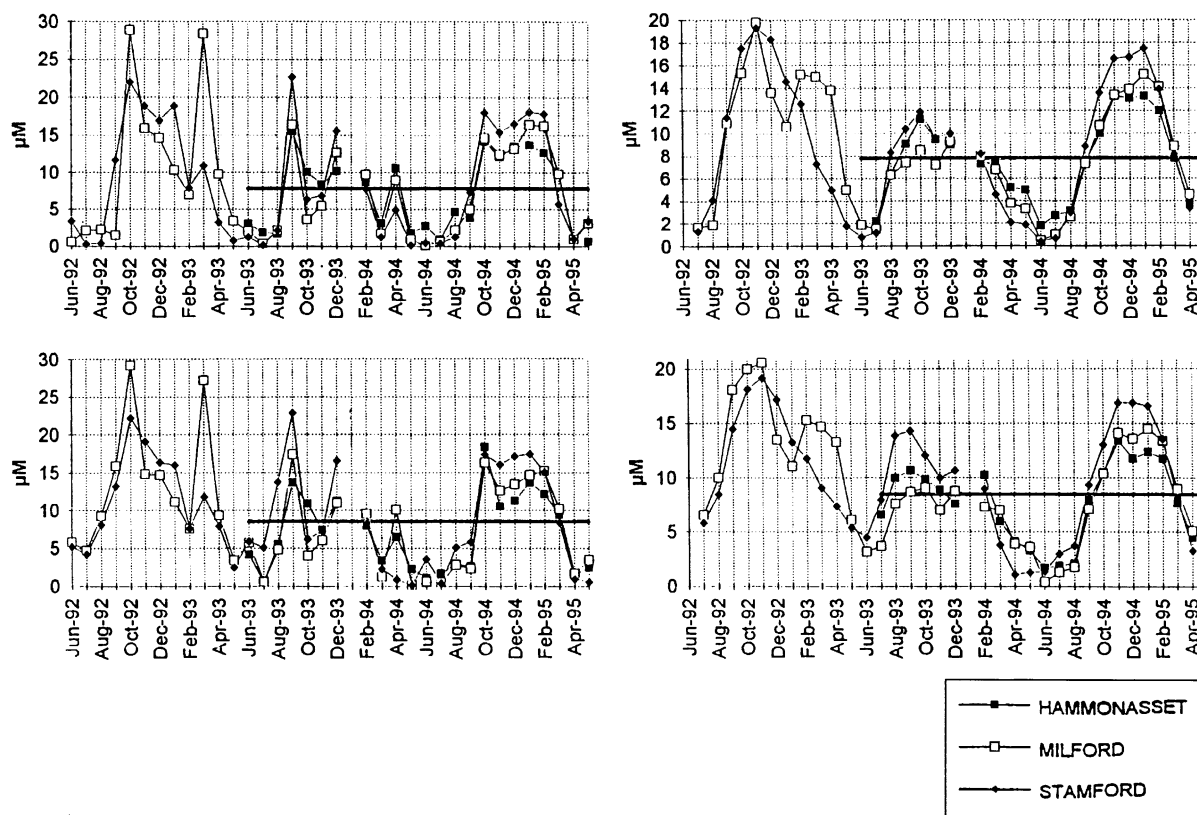 30
25
20
15
10
5
0
µM
Jun-92
Aug-92
Oct-92
Dec-92
Feb-93
Apr-93
Jun-93
Aug-93
Oct-93
Dec-93
Feb-94
Apr-94
Jun-94
Aug-94
Oct-94
Dec-94
Feb-95
Apr-95
20
18
16
14
12
10
8
6
4
2
0
µM
Jun-92
Aug-92
Oct-92
Dec-92
Feb-93
Apr-93
Jun-93
Aug-93
Oct-93
Dec-93
Feb-94
Apr-94
Jun-94
Aug-94
Oct-94
Dec-94
Feb-95
Apr-95
30
25
20
15
10
5
0
µM
Jun-92
Aug-92
Oct-92
Dec-92
Feb-93
Apr-93
Jun-93
Aug-93
Oct-93
Dec-93
Feb-94
Apr-94
Jun-94
Aug-94
Oct-94
Dec-94
Feb-95
Apr-95
20
15
10
5
0
µM
Jun-92
Aug-92
Oct-92
Dec-92
Feb-93
Apr-93
Jun-93
Aug-93
Oct-93
Dec-93
Feb-94
Apr-94
Jun-94
Aug-94
Oct-94
Dec-94
Feb-95
Apr-95
HAMMONASSET
MILFORD
STAMFORD